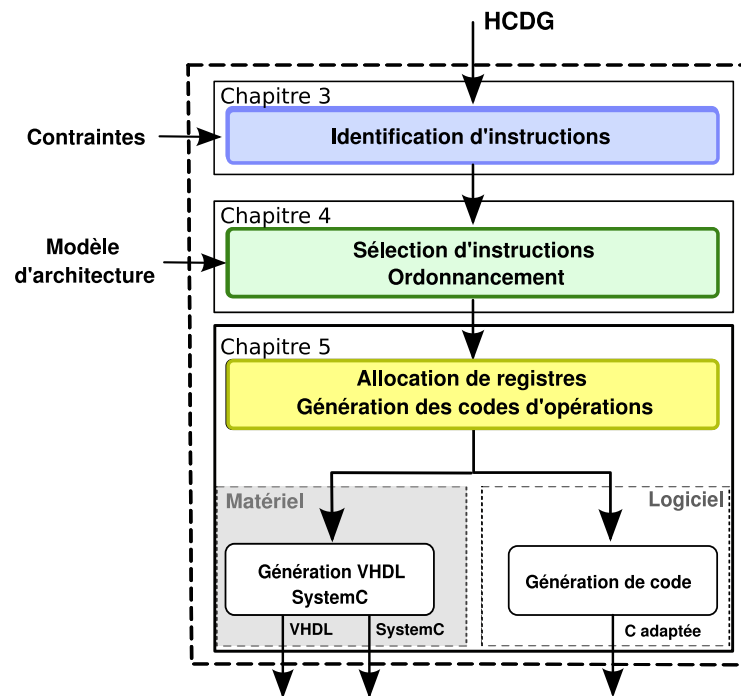 HCDG
Chapitre 3
Contraintes
Identification d'instructions
Chapitre 4
Modèle
d'architecture
Sélection d'instructions
Ordonnancement
Chapitre 5
Allocation de registres
Génération des codes d'opérations
Matériel
Logiciel
Génération VHDL
SystemC
Génération de code
VHDL
SystemC
C adaptée